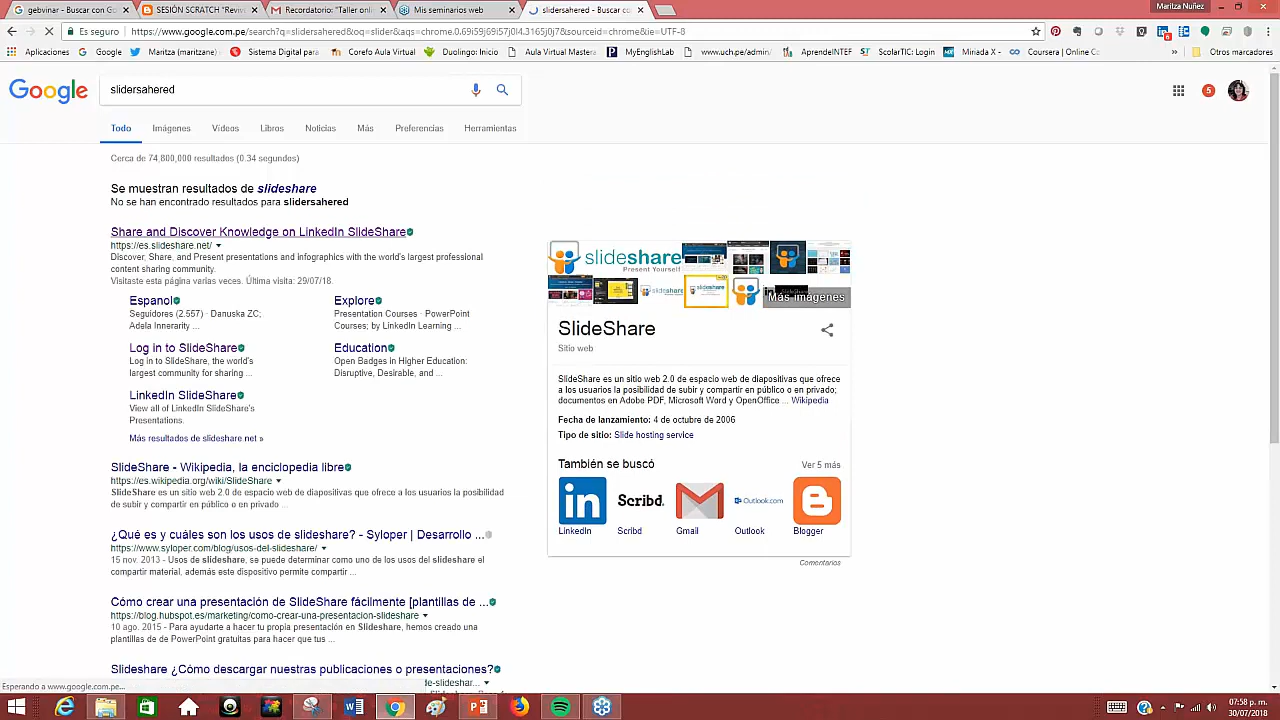 gebvinar - Buscar con Go
SESIÓN SCRATCH "Revivi
Recordatorio: "Taller onlin
Mis seminarios web
slidersahered - Buscar con
Maritza Nuñez
Es seguro
https://www.google.com.pe/search?q=slidersahered&oq=slider&aqs=chrome.0.69i59j69i57j0l4.3165j0j7&sourceid=chrome&ie=UTF-8
Aplicaciones
Google
Maritza (maritzane)
Sistema Digital para
Corefo Aula Virtual
Duolingo: Inicio
Aula Virtual Mastera
MyEnglishLab
www.uch.pe/admin/
AprendeINTEF
ScolarTIC: Login
Miriada X -
Coursera | Online Co
»
Otros marcadores
Google
slidersahered
5
Todo
Imágenes
Vídeos
Libros
Noticias
Más
Preferencias
Herramientas
Cerca de 74,800,000 resultados (0.34 segundos)
Se muestran resultados de slideshare
No se han encontrado resultados para slidersahered
Share and Discover Knowledge on LinkedIn SlideShare
https://es.slideshare.net/
Discover, Share, and Present presentations and infographics with the world's largest professional
content sharing community.
Visitaste esta página varias veces. Última visita: 29/07/18
Espanol
Seguidores (2.557) · Danuska ZC;
Adela Innerarity ...
Explore
Presentation Courses · PowerPoint
Courses; by LinkedIn Learning ...
Log in to SlideShare
Log in to SlideShare, the world's
largest community for sharing ...
Education
Open Badges in Higher Education:
Disruptive, Desirable, and ...
LinkedIn SlideShare
View all of LinkedIn SlideShare's
Presentations.
Más resultados de slideshare.net »
SlideShare - Wikipedia, la enciclopedia libre
https://es.wikipedia.org/wiki/SlideShare
SlideShare es un sitio web 2.0 de espacio web de diapositivas que ofrece a los usuarios la posibilidad
de subir y compartir en público o en privado ...
¿Qué es y cuáles son los usos de slideshare? - Syloper | Desarrollo ...
https://www.syloper.com/blog/usos-del-slideshare/
15 nov. 2013 - Usos de slideshare, se puede determinar como uno de los usos del slideshare el
compartir material, además este dispositivo permite compartir ...
Cómo crear una presentación de SlideShare fácilmente [plantillas de ...
https://blog.hubspot.es/marketing/como-crear-una-presentacion-slideshare
10 ago. 2015 - Para ayudarte a hacer tu propia presentación en Slideshare, hemos creado una
plantillas de de PowerPoint gratuitas para hacer que tus ...
Slideshare ¿Cómo descargar nuestras publicaciones o presentaciones?
de-slideshar...
slideshare
Present Yourself
Más imágenes
SlideShare
Sitio web
SlideShare es un sitio web 2.0 de espacio web de diapositivas que ofrece
a los usuarios la posibilidad de subir y compartir en público o en privado;
documentos en Adobe PDF, Microsoft Word y OpenOffice ... Wikipedia
Fecha de lanzamiento: 4 de octubre de 2006
Tipo de sitio: Slide hosting service
También se buscó
Ver 5 más
in
Scribd.
Outlook.com
LinkedIn
Scribd
Gmail
Outlook
Blogger
Comentarios
Esperando a www.google.com.pe...
07:58 p. m.
30/07/2018